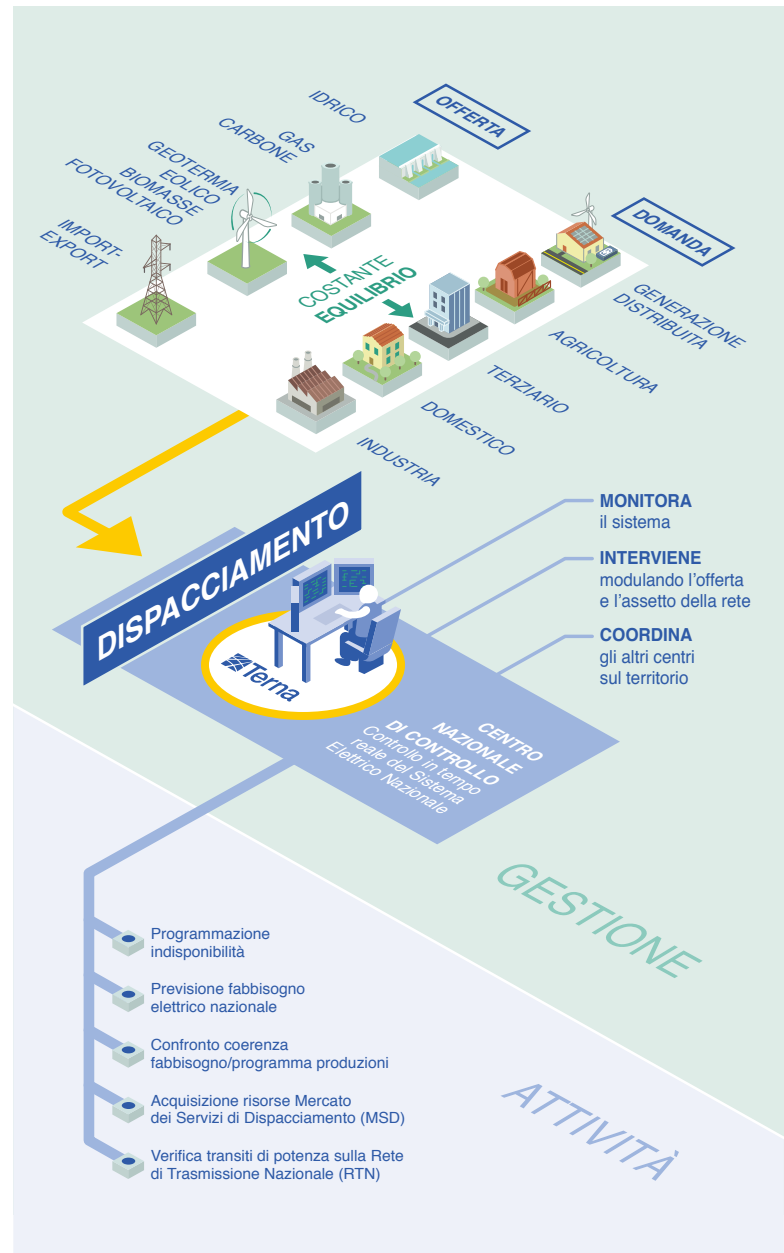 OFFERTA
IDRICO
GAS
CARBONE
GEOTERMIA
EOLICO
BIOMASSE
FOTOVOLTAICO
IMPORT-
EXPORT
COSTANTE
EQUILIBRIO
DOMANDA
GENERAZIONE
DISTRIBUITA
AGRICOLTURA
TERZIARIO
DOMESTICO
INDUSTRIA
DISPACCIAMENTO
Terna
MONITORA
il sistema
INTERVIENE
modulando l’offerta
e l’assetto della rete
COORDINA
gli altri centri
sul territorio
CENTRO
NAZIONALE
DI CONTROLLO
Controllo in tempo
reale del Sistema
Elettrico Nazionale
GESTIONE
Programmazione
indisponibilità
Previsione fabbisogno
elettrico nazionale
Confronto coerenza
fabbisogno/programma produzioni
Acquisizione risorse Mercato
dei Servizi di Dispacciamento (MSD)
Verifica transiti di potenza sulla Rete
di Trasmissione Nazionale (RTN)
ATTIVITÀ